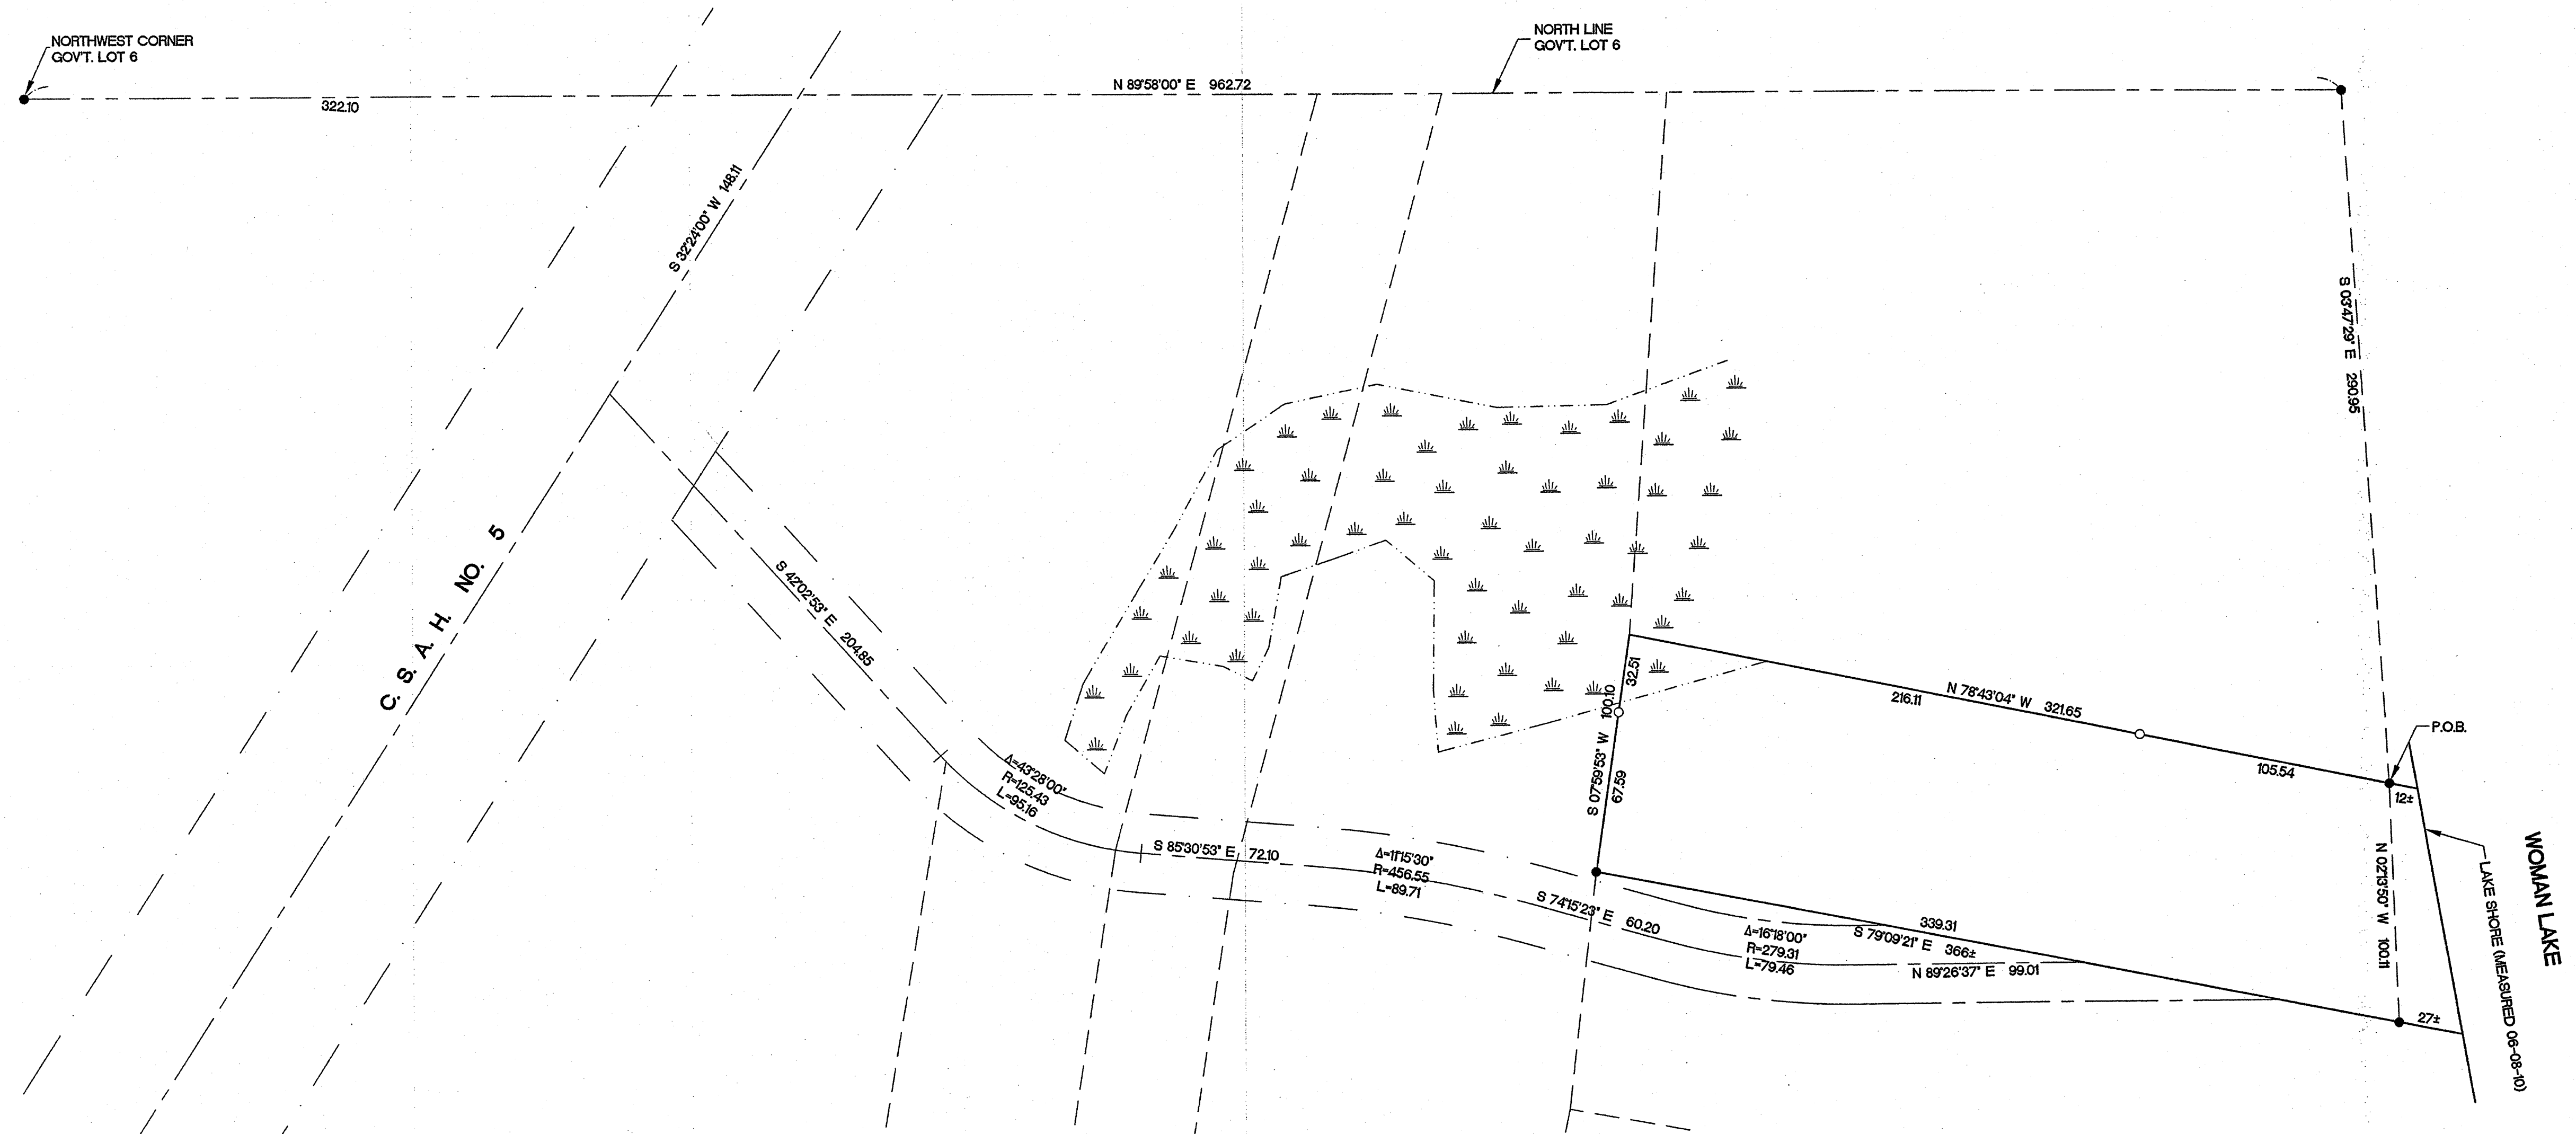 NORTHWEST CORNER
GOV'T. LOT 6
NORTH LINE
GOV'T. LOT 6
N 89°58'00" E 962.72
322.10
S 32°24'00" W 148.11
S 03°47'29" E 290.95
C. S. A. H. NO. 5
S 42°02'53" E 204.85
Δ=43°28'00"
R=125.43
L=95.16
S 85°30'53" E 72.10
Δ=11°15'30"
R=456.55
L=89.71
S 74°15'23" E 60.20
Δ=16°18'00"
R=279.31
L=79.46
N 89°26'37" E 99.01
32.51
S 07°59'53" W 100.10
67.59
N 78°43'04" W 321.65
216.11
105.54
P.O.B.
12±
339.31
S 79°09'21" E 366±
N 02°13'50" W 100.11
27±
LAKE SHORE (MEASURED 06-08-10)
WOMAN LAKE